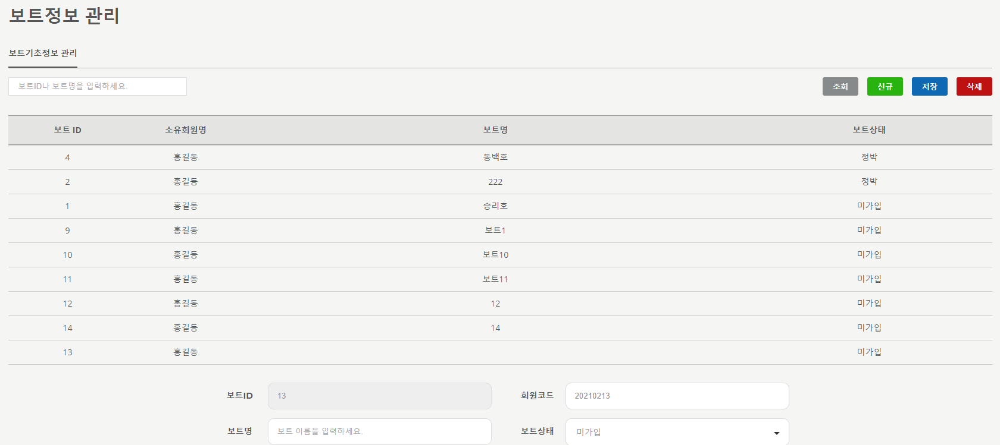 보트정보 관리
보트기초정보 관리
보트ID나 보트명을 입력하세요. 조회 신규 저장 삭제
보트 ID 소유회원명 보트명 보트상태
4 홍길동 동백호 정박
2 홍길동 222 정박
1 홍길동 승리호 미가입
9 홍길동 보트1 미가입
10 홍길동 보트10 미가입
11 홍길동 보트11 미가입
12 홍길동 12 미가입
14 홍길동 14 미가입
13 홍길동 미가입
보트ID 13 회원코드 20210213
보트명 보트 이름을 입력하세요. 보트상태 미가입